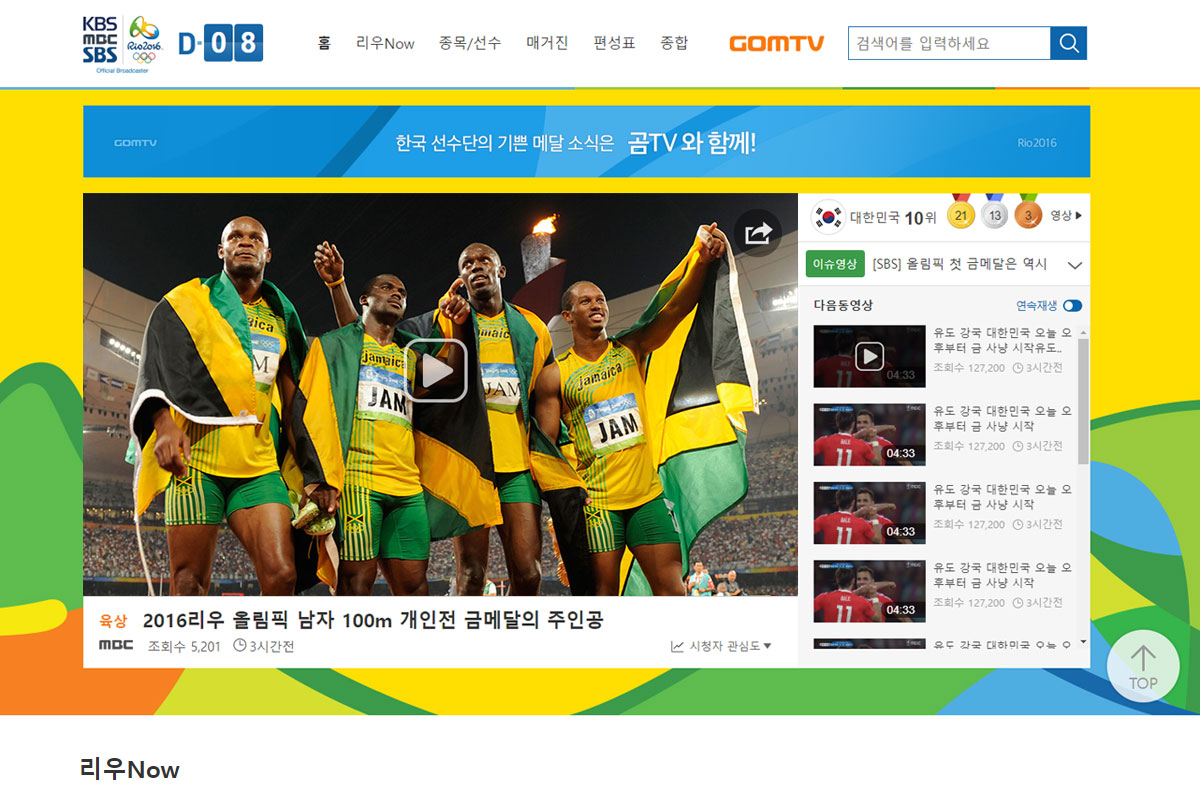 KBS
MBC
SBS
Rio2016
Official Broadcaster
D-08
홈 리우Now 종목/선수 매거진 편성표 종합
GOMTV
검색어를 입력하세요
GOMTV
한국 선수단의 기쁜 메달 소식은 곰TV 와 함께!
Rio2016
대한민국 10위 21 13 3 영상
이슈영상 [SBS] 올림픽 첫 금메달은 역시
다음동영상 연속재생
유도 강국 대한민국 오늘 오
후부터 금 사냥 시작유도..
조회수 127,200 3시간전
04:33
유도 강국 대한민국 오늘 오
후부터 금 사냥 시작
조회수 127,200 3시간전
04:33
유도 강국 대한민국 오늘 오
후부터 금 사냥 시작
조회수 127,200 3시간전
04:33
유도 강국 대한민국 오늘 오
후부터 금 사냥 시작
조회수 127,200 3시간전
04:33
유도 강국 대한민국 오늘 오
jamaica
JAM
jamaica
JAM
jamaica
JAM
jamaica
JAM
육상 2016리우 올림픽 남자 100m 개인전 금메달의 주인공
MBC 조회수 5,201 3시간전
시청자 관심도
TOP
리우Now